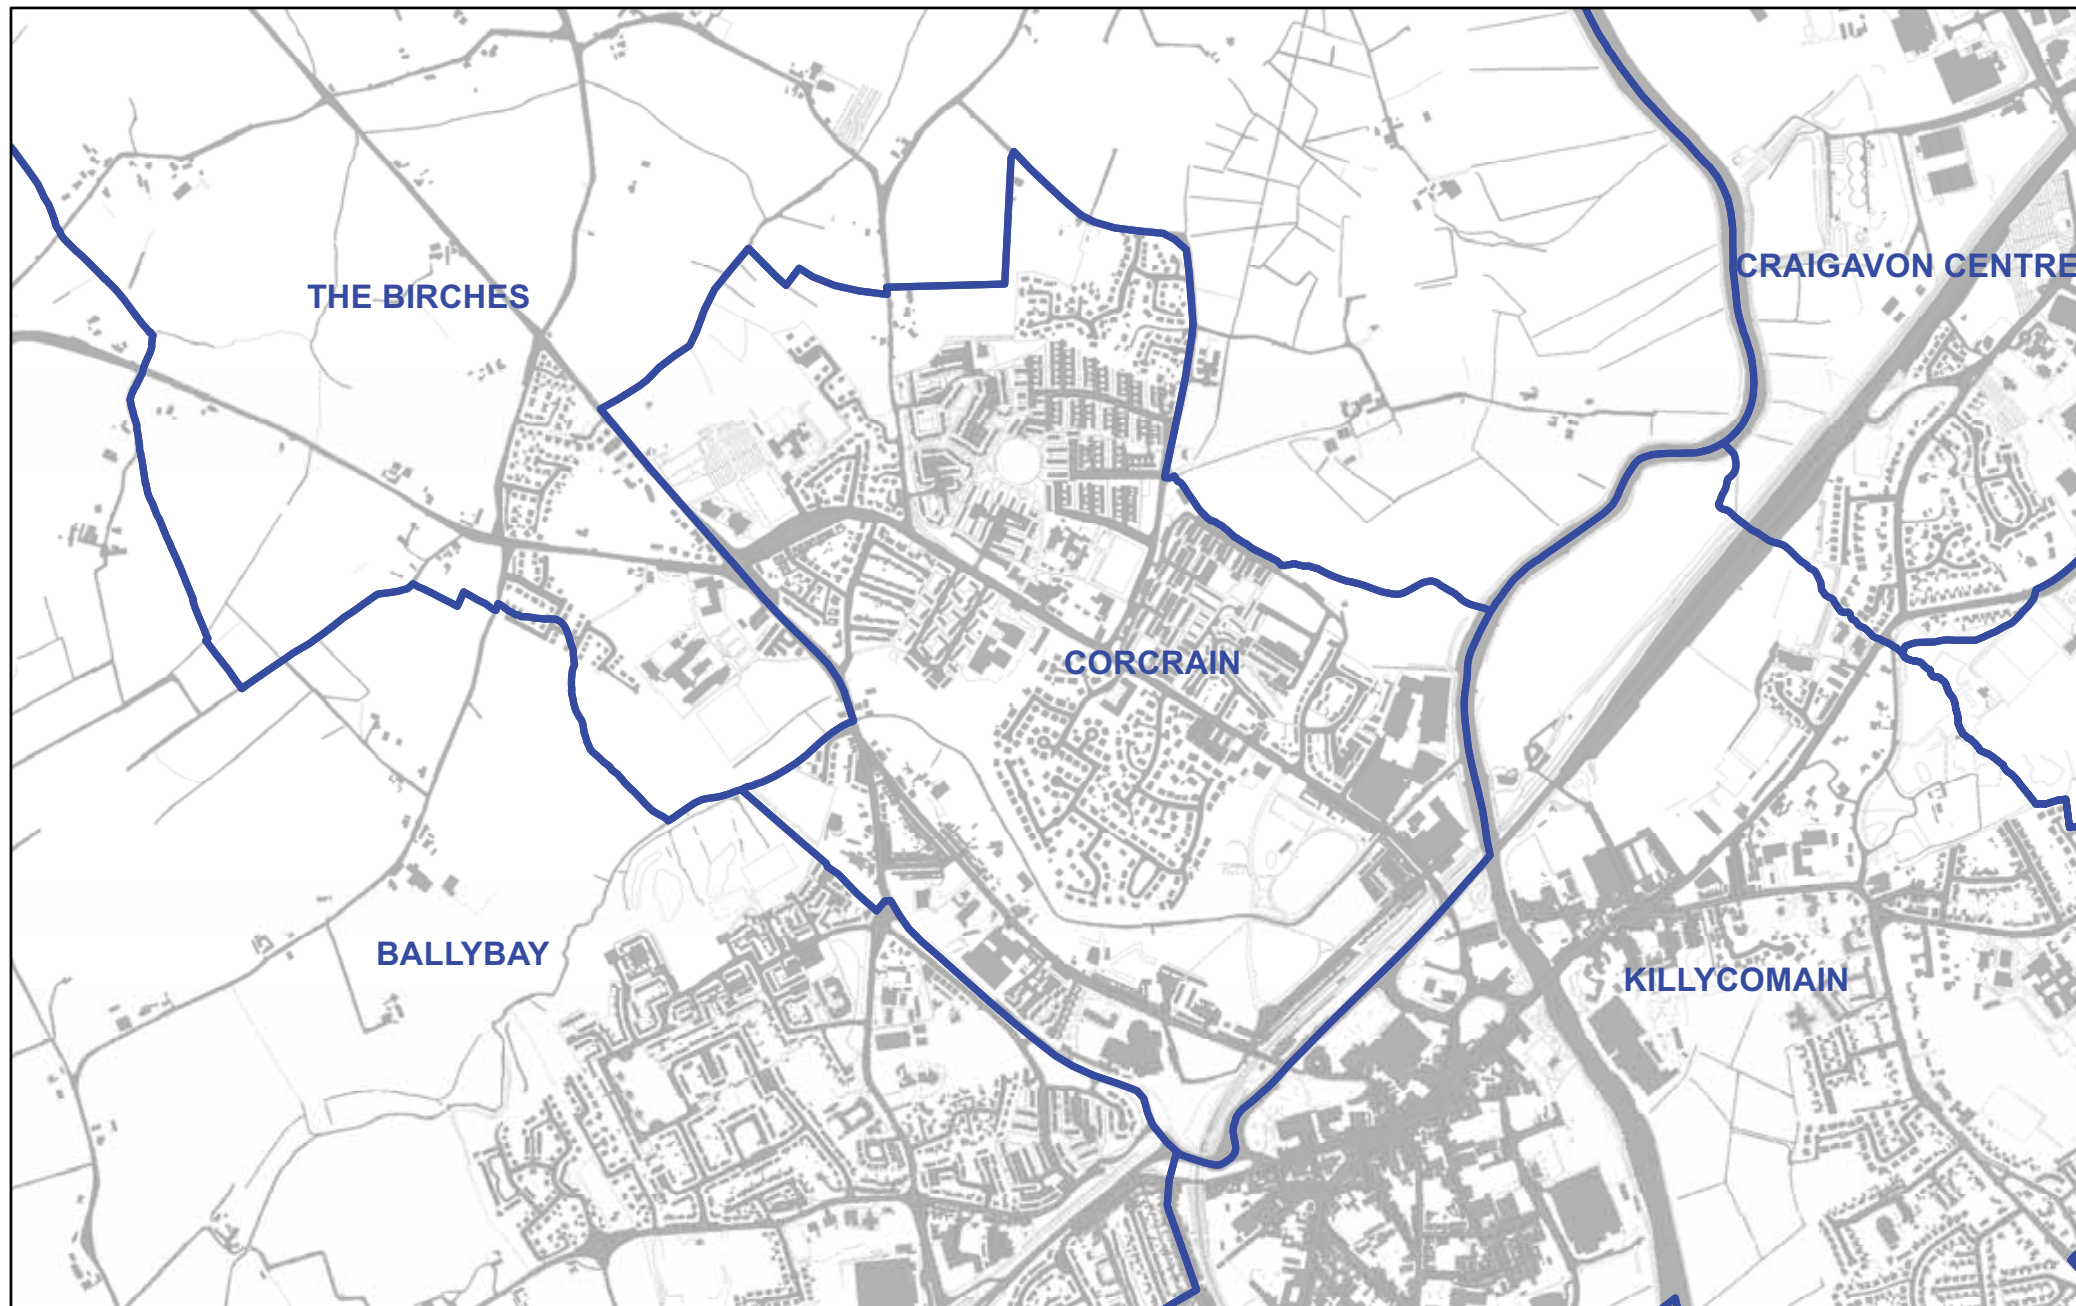 CRAIGAVON CENTRE
THE BIRCHES
CORCRAIN
BALLYBAY
KILLYCOMAIN